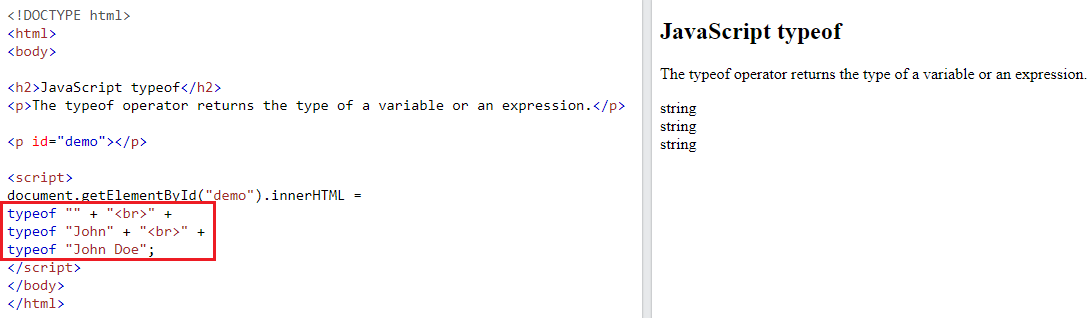 <!DOCTYPE html>
<html>
<body>
<h2>JavaScript typeof</h2>
<p>The typeof operator returns the type of a variable or an expression.</p>
<p id="demo"></p>
<script>
document.getElementById("demo").innerHTML =
typeof "" + "<br>" +
typeof "John" + "<br>" +
typeof "John Doe";
</script>
</body>
</html>
JavaScript typeof
The typeof operator returns the type of a variable or an expression.
string
string
string